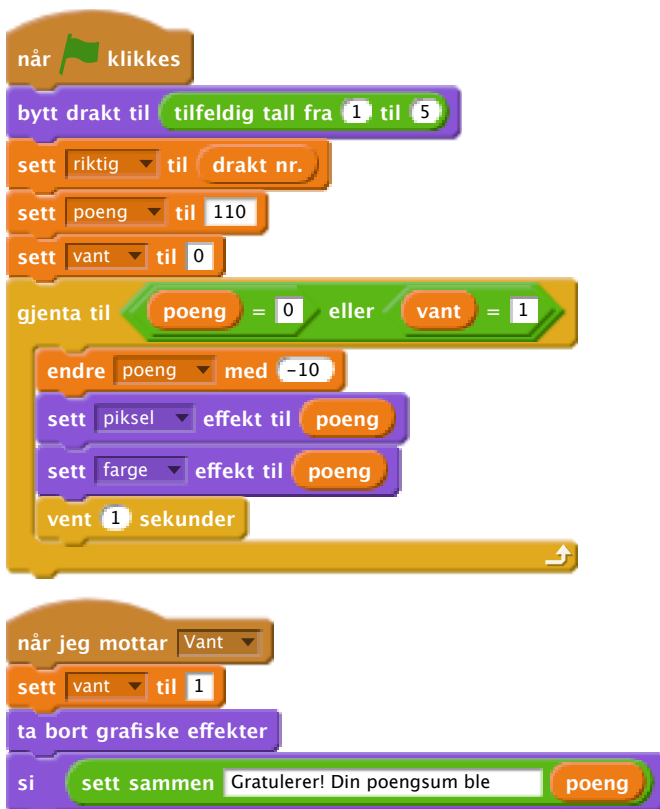 når klikkes
bytt drakt til tilfeldig tall fra 1 til 5
sett riktig til drakt nr.
sett poeng til 110
sett vant til 0
gjenta til poeng = 0 eller vant = 1
endre poeng med -10
sett piksel effekt til poeng
sett farge effekt til poeng
vent 1 sekunder
når jeg mottar Vant
sett vant til 1
ta bort grafiske effekter
si sett sammen Gratulerer! Din poengsum ble poeng